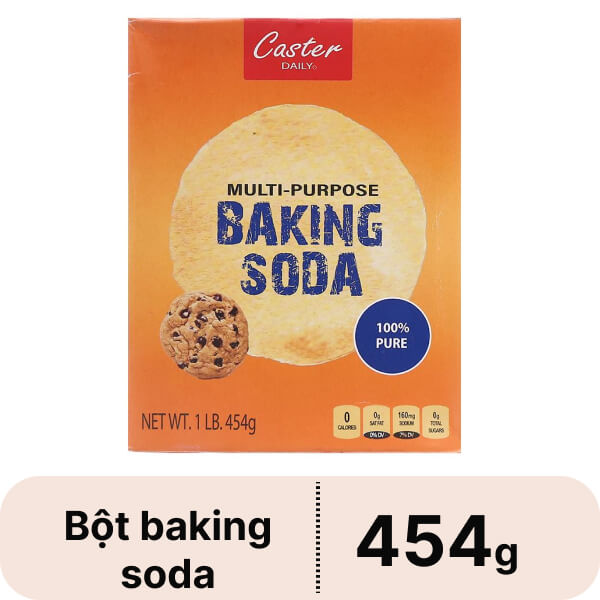 Caster
DAILY
MULTI-PURPOSE
BAKING
SODA
100%
PURE
NET WT. 1 LB. 454g
0
CALORIES
0g
SAT FAT
0% DV
160mg
SODIUM
7% DV
0g
TOTAL
SUGARS
Bột baking
soda
454g